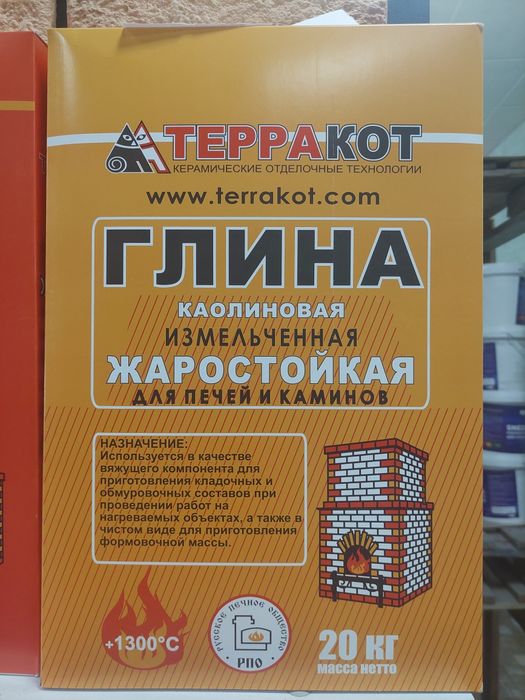 ТЕРРАКОТ
КЕРАМИЧЕСКИЕ ОТДЕЛОЧНЫЕ ТЕХНОЛОГИИ
www.terrakot.com
ГЛИНА
КАОЛИНОВАЯ
ИЗМЕЛЬЧЕННАЯ
ЖАРОСТОЙКАЯ
ДЛЯ ПЕЧЕЙ И КАМИНОВ
НАЗНАЧЕНИЕ:
Используется в качестве
вяжущего компонента для
приготовления кладочных и
обмуровочных составов при
проведении работ на
нагреваемых объектах, а также в
чистом виде для приготовления
формовочной массы.
+1300°C
РУССКОЕ ПЕЧНОЕ ОБЩЕСТВО
РПО
20 кг
масса нетто